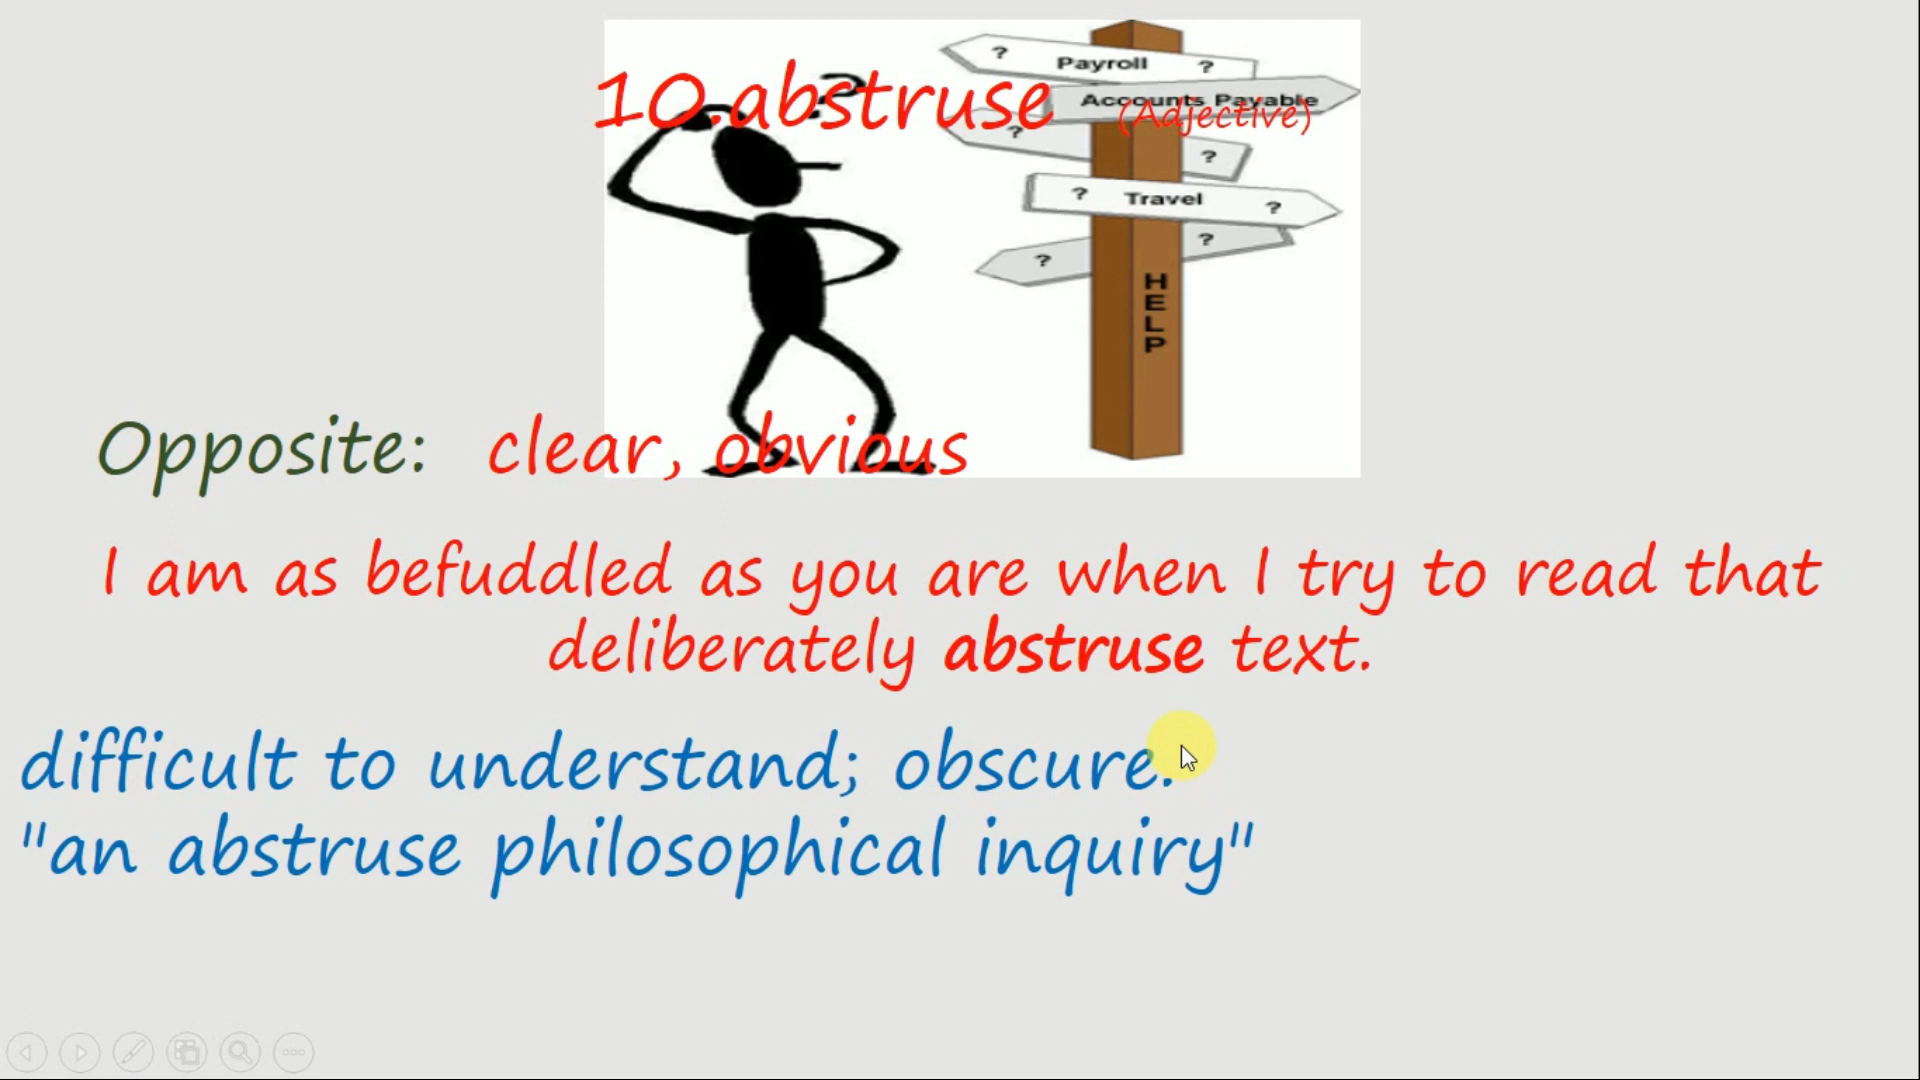 ? Payroll ?
10.abstruse (Adjective)
Accounts Payable
? ?
? Travel ?
? ?
HELP
Opposite: clear, obvious
I am as befuddled as you are when I try to read that
deliberately abstruse text.
difficult to understand; obscure.
"an abstruse philosophical inquiry"